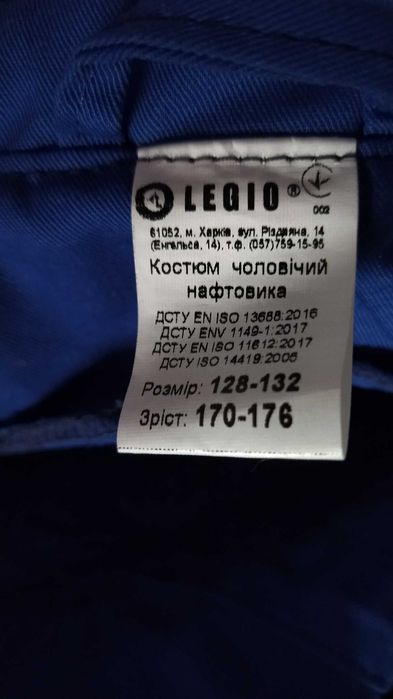 LEGIO ®
002
61052, м. Харків, вул. Різдвяна, 14
(Енгельса, 14), т.ф. (057)759-15-95
Костюм чоловічий
нафтовика
ДСТУ EN ISO 13688:2016
ДСТУ ENV 1149-1:2017
ДСТУ EN ISO 11612:2017
ДСТУ ISO 14419:2005
Розмір: 128-132
Зріст: 170-176